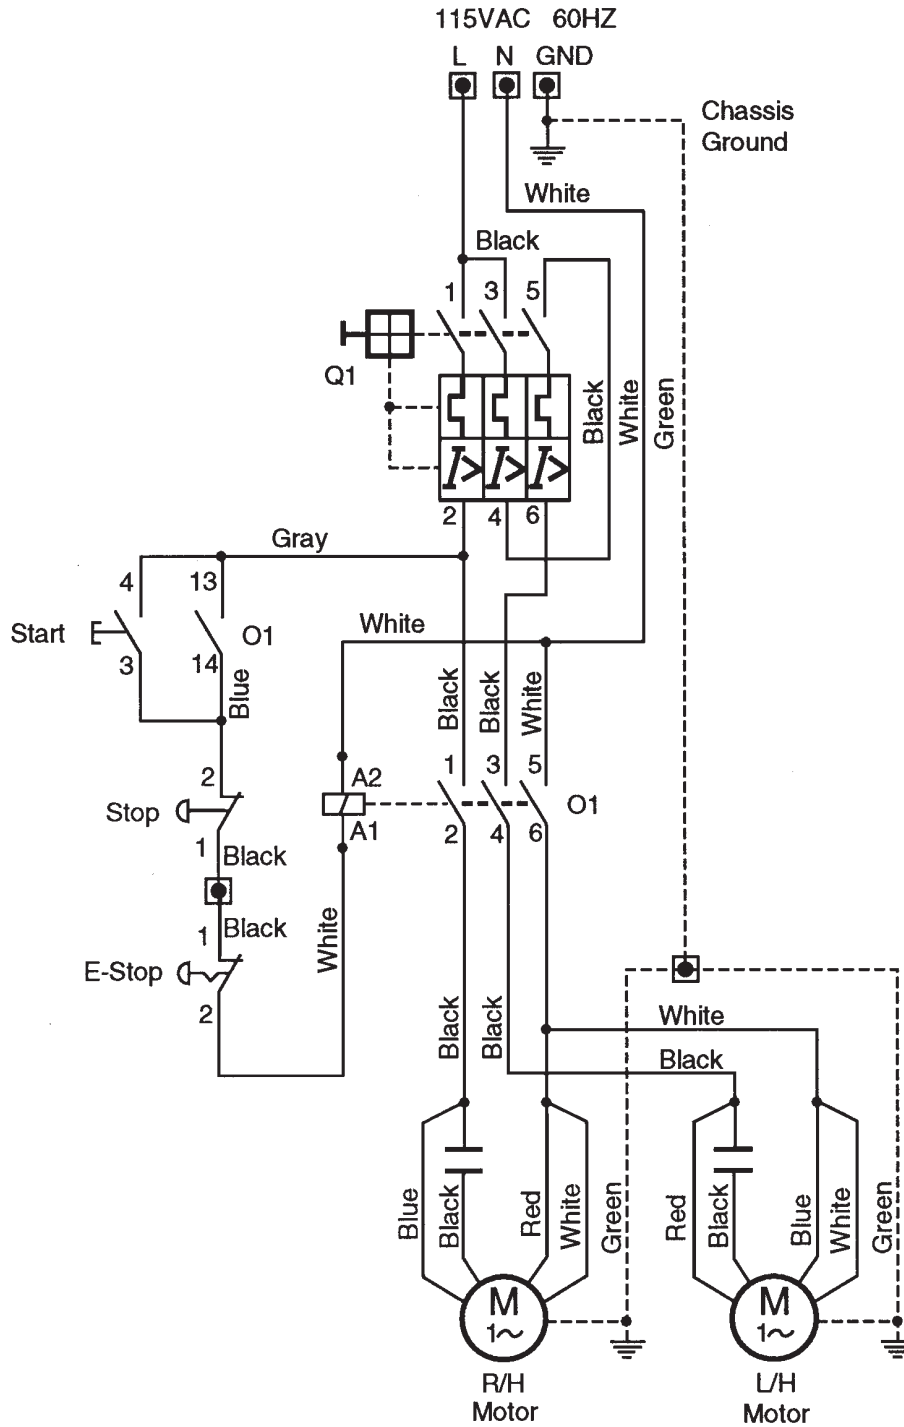 115VAC 60HZ
L N GND
Chassis
Ground
White
Black
1 3 5
Q1
Black
White
Green
2 4 6
Gray
4 13
Start
O1
3 14
Blue
White
Black
Black
White
2
Stop
1
Black
A2
A1
1 3 5
O1
2 4 6
1
Black
E-Stop
2
White
Black
Black
White
Black
Blue
Black
Red
White
Green
Red
Black
Blue
White
Green
M
1~
M
1~
R/H
Motor
L/H
Motor